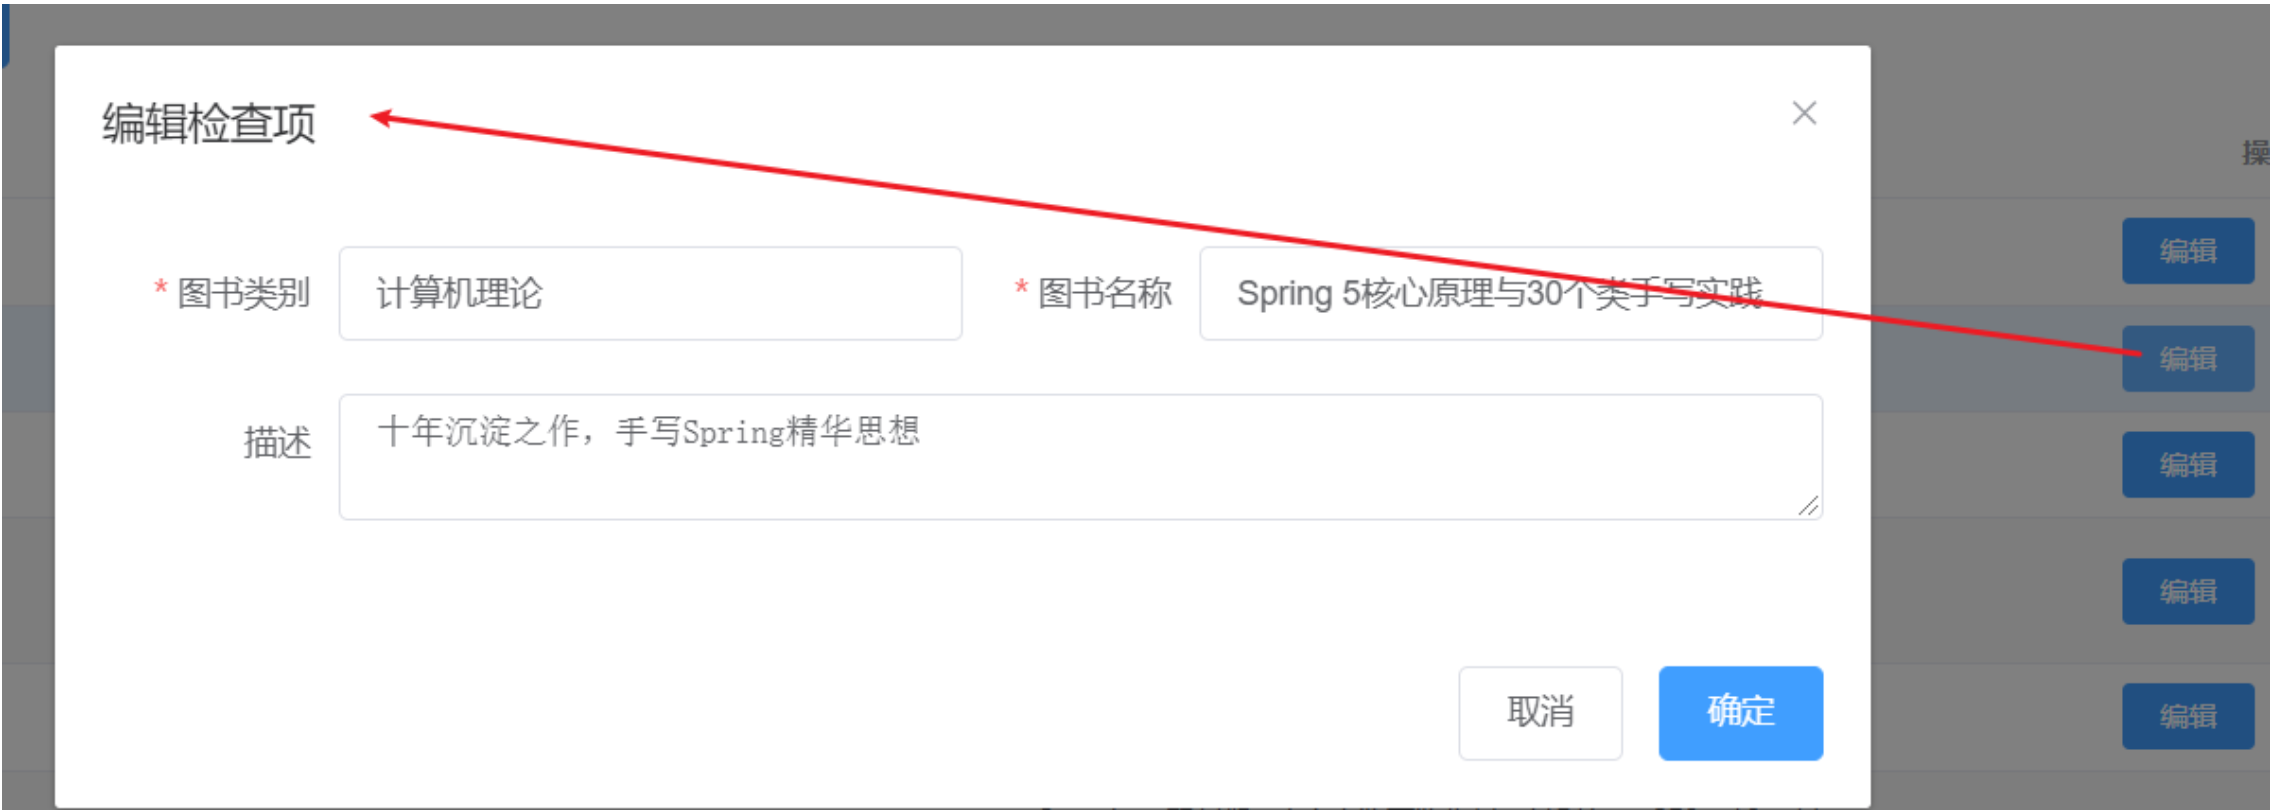 编辑检查项
操
编辑
* 图书类别 计算机理论 * 图书名称 Spring 5核心原理与30个类手写实践
编辑
描述 十年沉淀之作，手写Spring精华思想
编辑
编辑
取消 确定
编辑